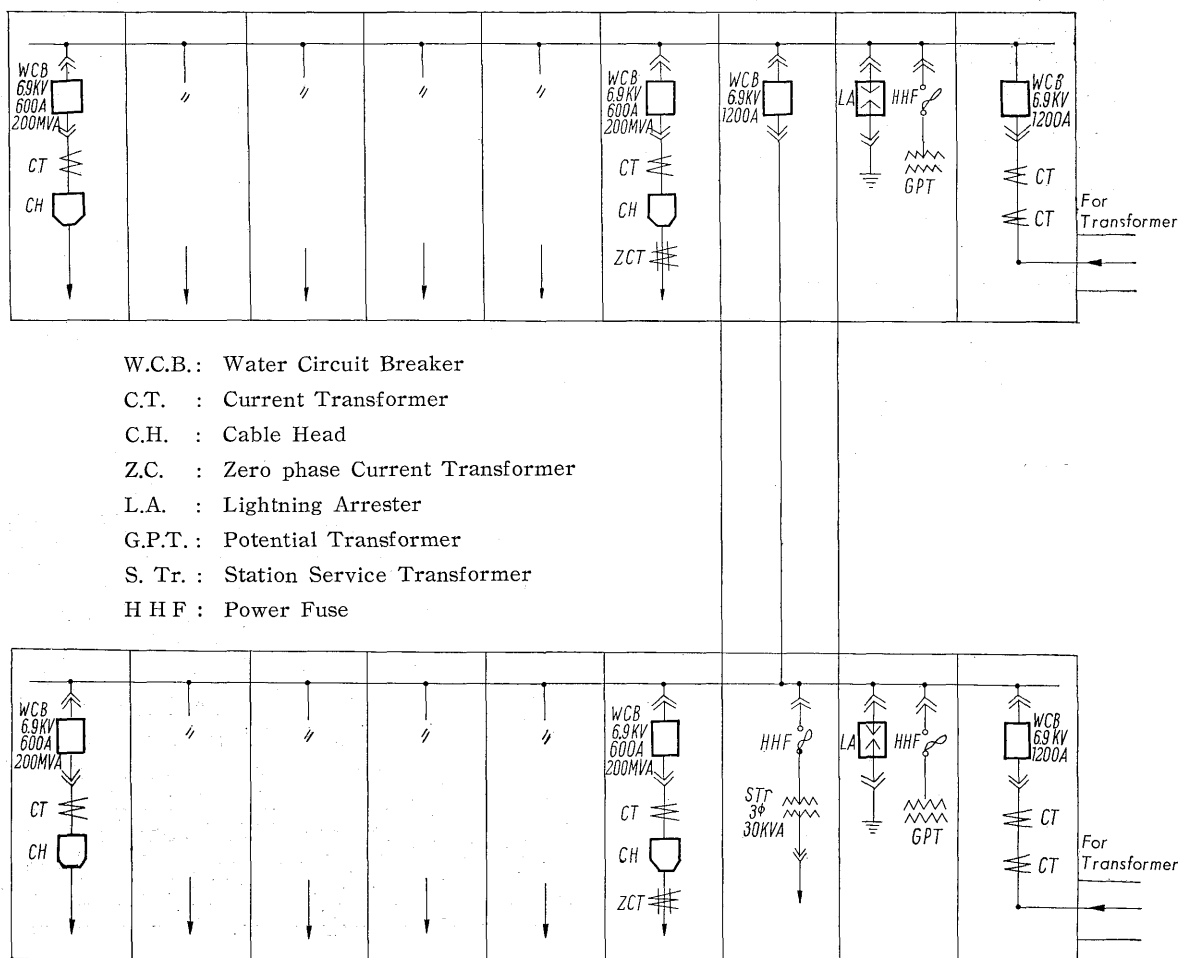 WCB
6.9KV
600A
200MVA
CT
CH
WCB
6.9KV
600A
200MVA
CT
CH
ZCT
WCB
6.9KV
1200A
LA
HHF
GPT
WCB
6.9KV
1200A
CT
CT
For
Transformer
W.C.B. : Water Circuit Breaker
C.T. : Current Transformer
C.H. : Cable Head
Z.C. : Zero phase Current Transformer
L.A. : Lightning Arrester
G.P.T. : Potential Transformer
S. Tr. : Station Service Transformer
H H F : Power Fuse
WCB
6.9KV
600A
200MVA
CT
CH
WCB
6.9KV
600A
200MVA
CT
CH
ZCT
HHF
STr
3φ
30KVA
LA
HHF
GPT
WCB
6.9KV
1200A
CT
CT
For
Transformer